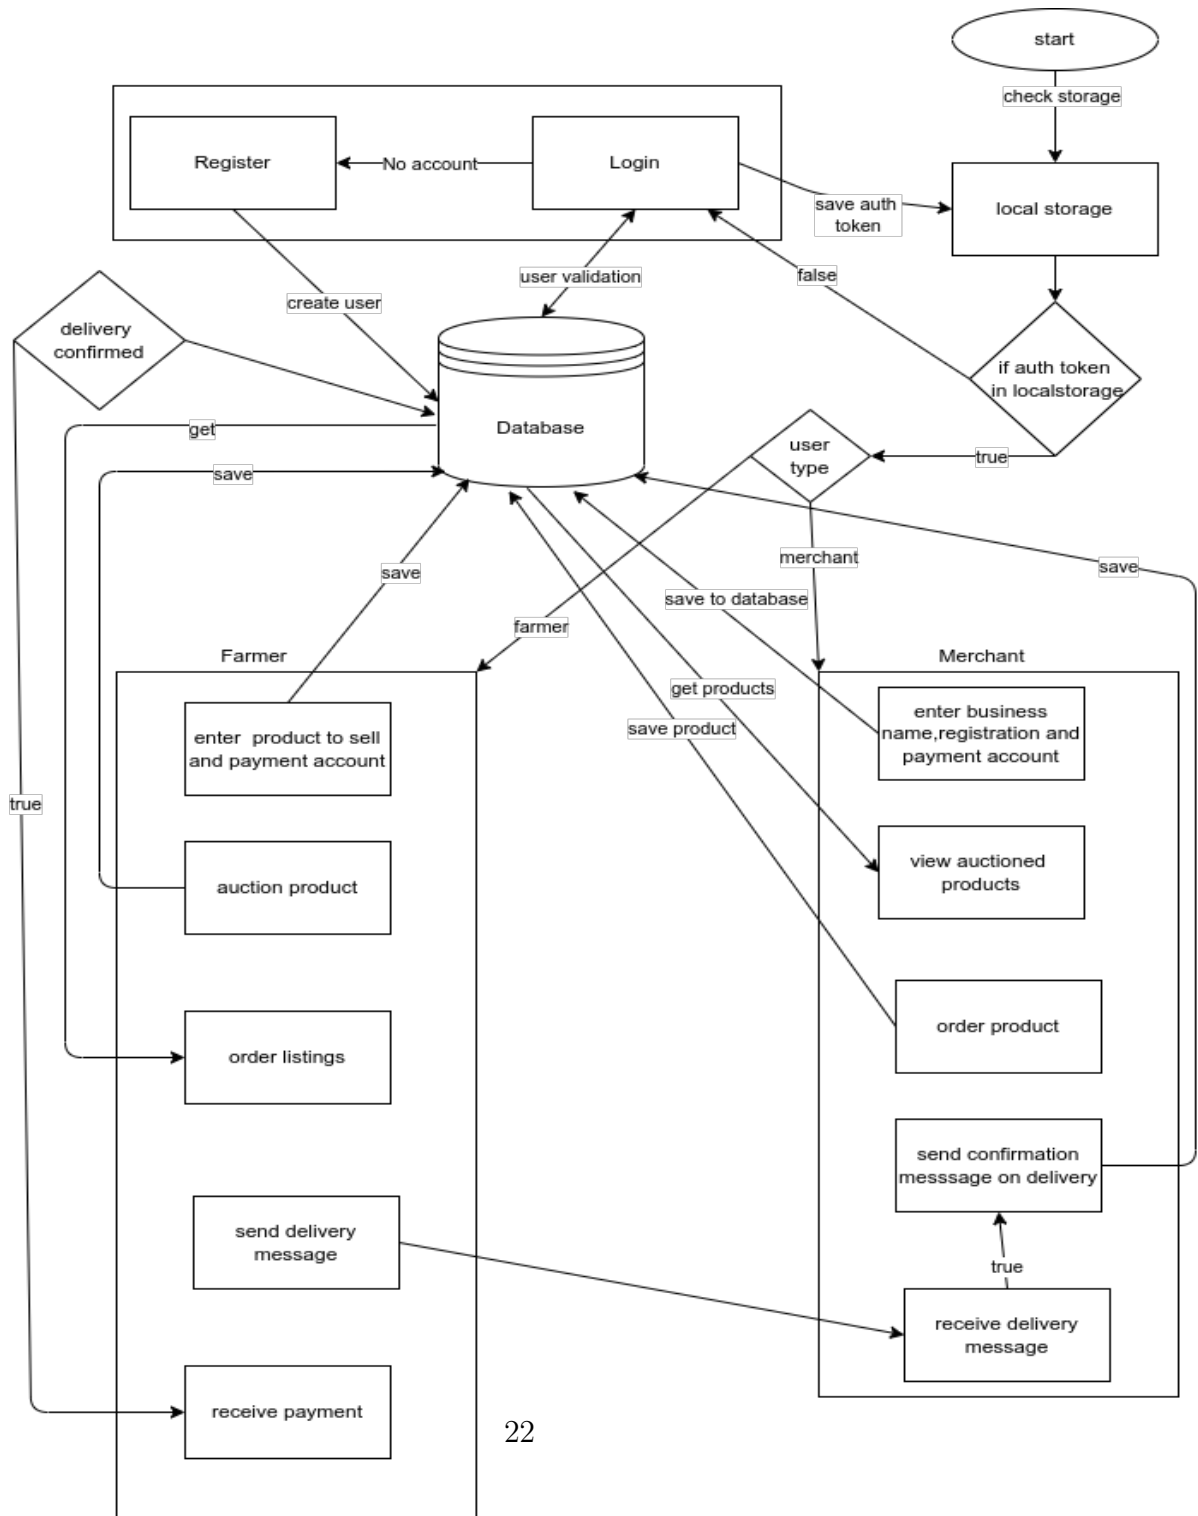 start
check storage
Register
No account
Login
save auth
token
local storage
user validation
false
create user
delivery
confirmed
if auth token
in localstorage
Database
get
user
type
true
save
merchant
save
save
save to database
farmer
Farmer
Merchant
get products
save product
enter product to sell
and payment account
enter business
name,registration and
payment account
true
auction product
view auctioned
products
order product
order listings
send confirmation
messsage on delivery
send delivery
message
true
receive delivery
message
receive payment
22